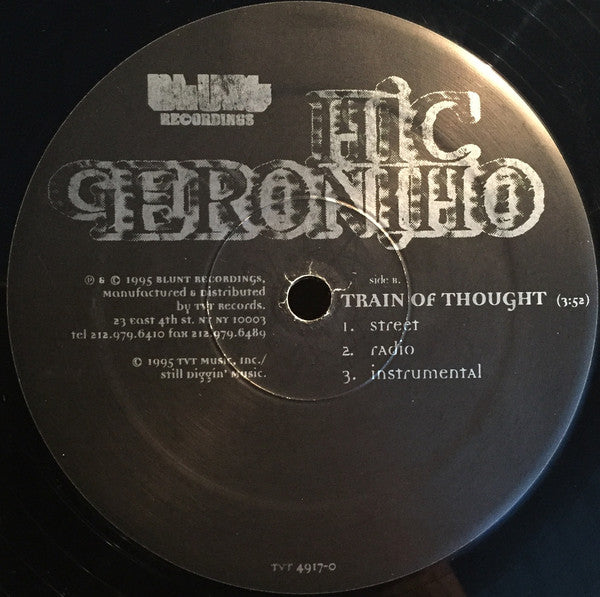 BLUNT
RECORDINGS
MIC
GERONIMO
℗ & © 1995 BLUNT RECORDINGS,
Manufactured & Distributed
by TVT Records.
23 East 4th St. NY NY 10003
Tel 212.979.6410 Fax 212.979.6489
© 1995 TVT Music, Inc./
Still Diggin' Music.
side B.
TRAIN OF THOUGHT (3:52)
1. street
2. radio
3. instrumental
TVT 4917-0